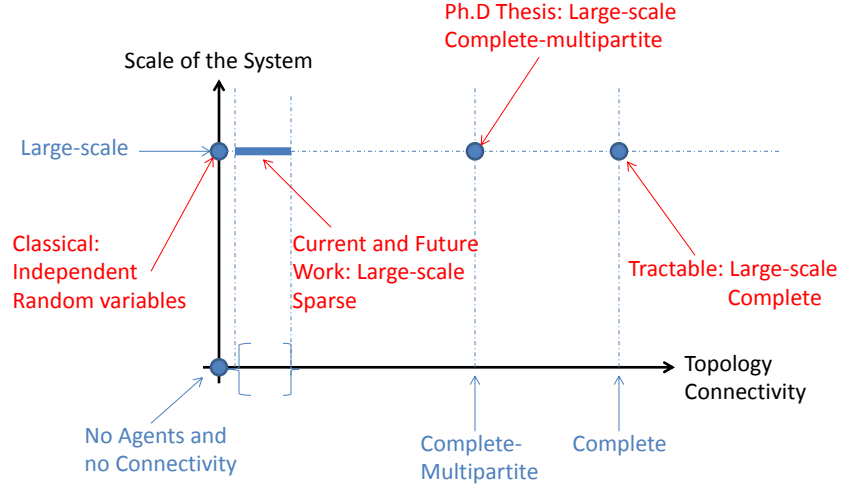 Ph.D Thesis: Large-scale
Complete-multipartite
Scale of the System
Large-scale
Classical:
Independent
Random variables
Current and Future
Work: Large-scale
Sparse
Tractable: Large-scale
Complete
Topology
Connectivity
No Agents and
no Connectivity
Complete-
Multipartite
Complete